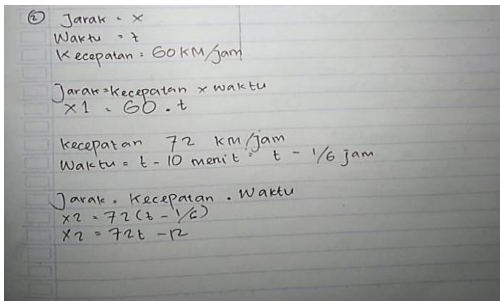 ② Jarak = x
Waktu = t
Kecepatan = 60 KM/jam
Jarak = Kecepatan x waktu
x1 = 60 . t
kecepatan 72 KM/jam
Waktu = t - 10 menit = t - 1/6 jam
Jarak = Kecepatan . Waktu
x2 = 72 (t - 1/6)
x2 = 72t - 12